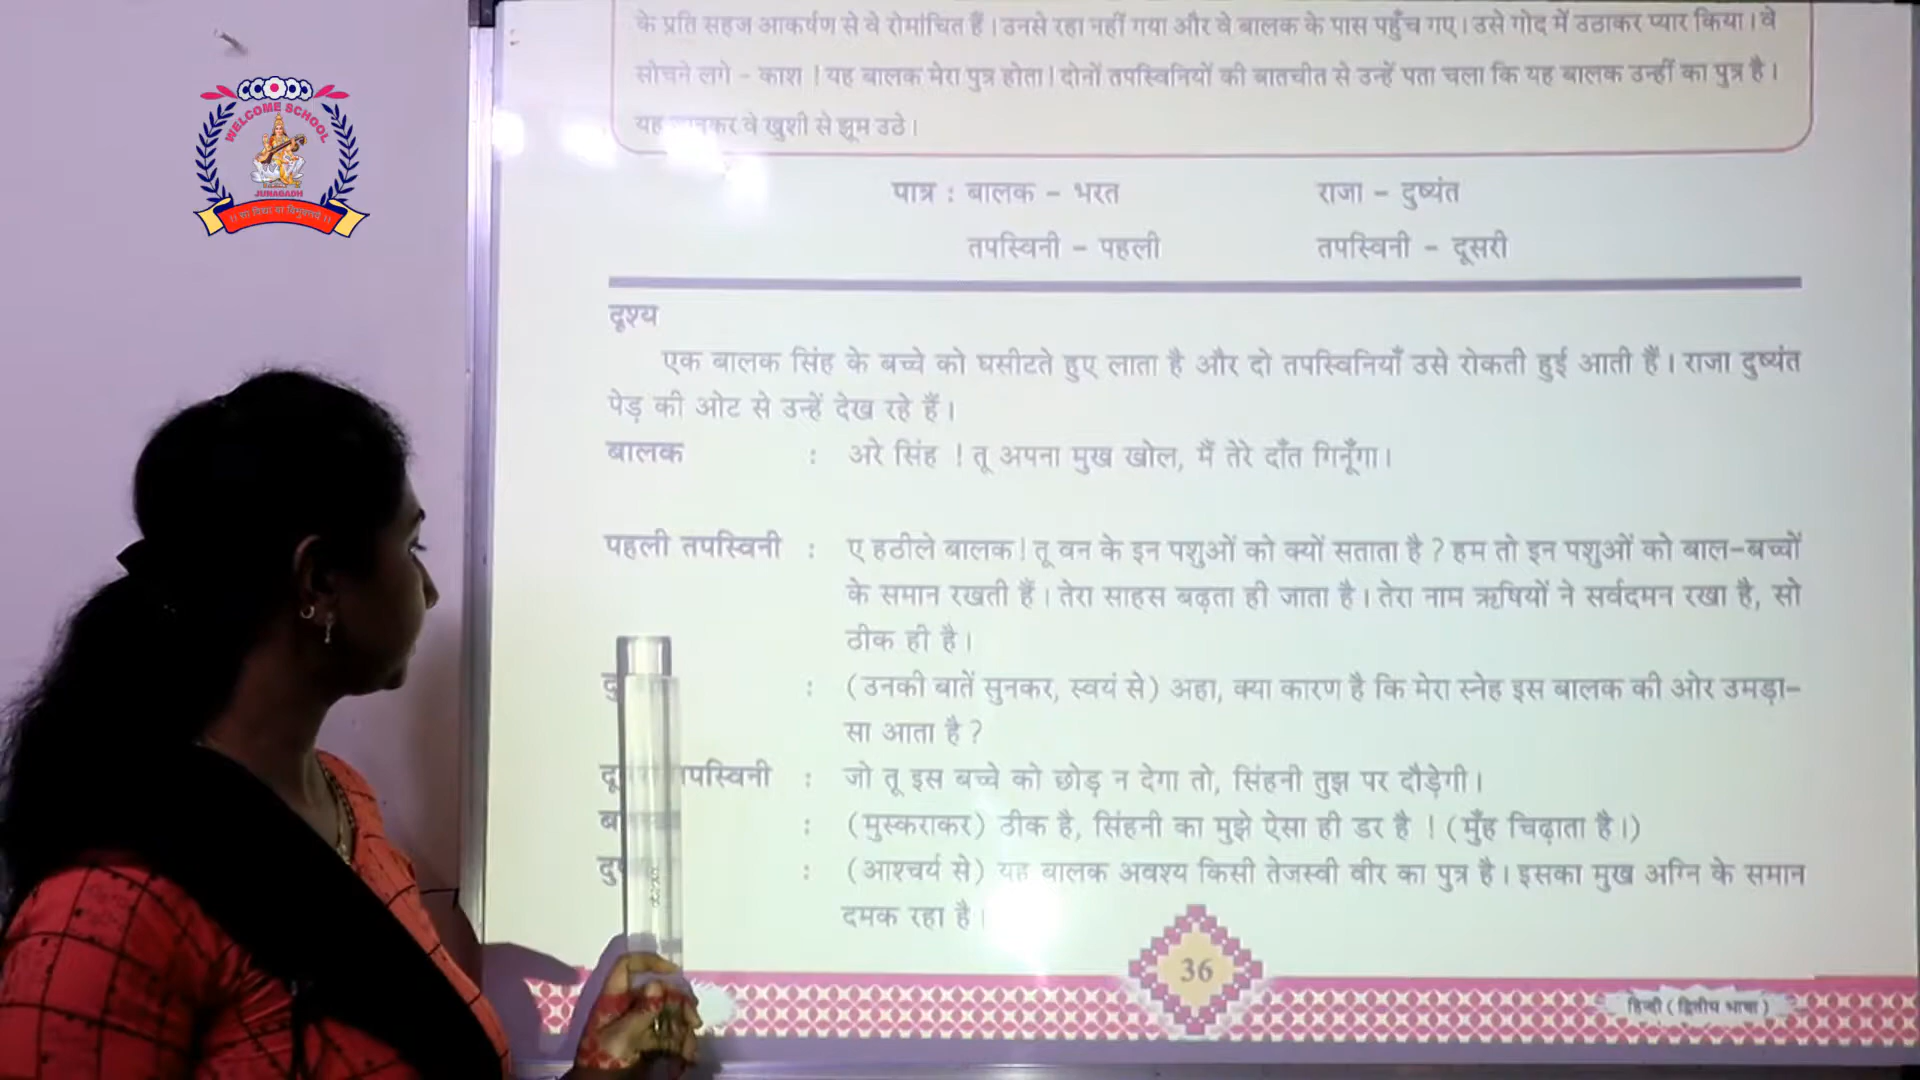 WELCOME SCHOOL
JUNAGADH
।। सा विद्या या विमुक्तये ।।
के प्रति सहज आकर्षण से वे रोमांचित हैं । उनसे रहा नहीं गया और वे बालक के पास पहुँच गए । उसे गोद में उठाकर प्यार किया । वे
सोचने लगे – काश ! यह बालक मेरा पुत्र होता ! दोनों तपस्विनियों की बातचीत से उन्हें पता चला कि यह बालक उन्हीं का पुत्र है ।
यह वे खुशी से झूम उठे ।
पात्र : बालक – भरत राजा – दुष्यंत
तपस्विनी – पहली तपस्विनी – दूसरी
दृश्य
एक बालक सिंह के बच्चे को घसीटते हुए लाता है और दो तपस्विनियाँ उसे रोकती हुई आती हैं । राजा दुष्यंत
पेड़ की ओट से उन्हें देख रहे हैं ।
बालक : अरे सिंह ! तू अपना मुख खोल, मैं तेरे दाँत गिनूँगा ।
पहली तपस्विनी : ए हठीले बालक ! तू वन के इन पशुओं को क्यों सताता है ? हम तो इन पशुओं को बाल-बच्चों
के समान रखती हैं । तेरा साहस बढ़ता ही जाता है । तेरा नाम ऋषियों ने सर्वदमन रखा है, सो
ठीक ही है ।
: (उनकी बातें सुनकर, स्वयं से) अहा, क्या कारण है कि मेरा स्नेह इस बालक की ओर उमड़ा-
सा आता है ?
तपस्विनी : जो तू इस बच्चे को छोड़ न देगा तो, सिंहनी तुझ पर दौड़ेगी ।
: (मुस्कराकर) ठीक है, सिंहनी का मुझे ऐसा ही डर है ! (मुँह चिढ़ाता है ।)
: (आश्चर्य से) यह बालक अवश्य किसी तेजस्वी वीर का पुत्र है । इसका मुख अग्नि के समान
दमक रहा है ।
36
हिन्दी (द्वितीय भाषा)